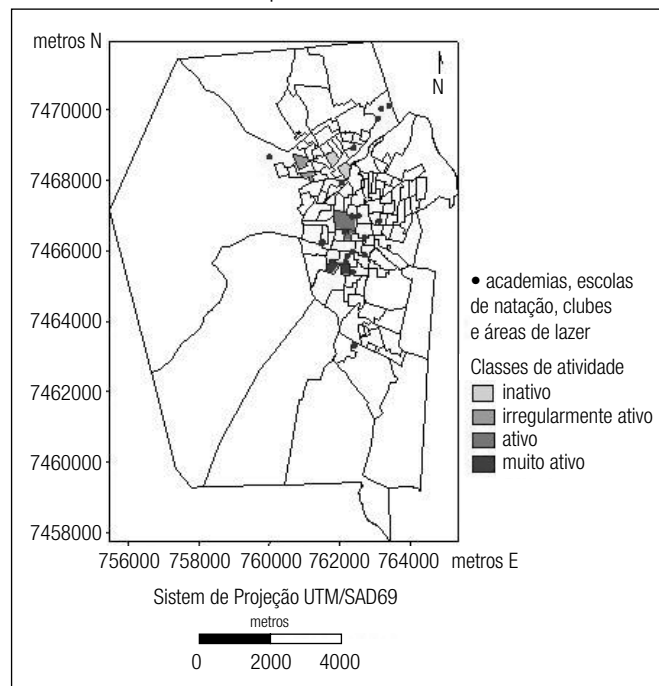 metros N
N
7470000
7468000
7466000
7464000
7462000
7460000
7458000
756000 758000 760000 762000 764000 metros E
• academias, escolas
de natação, clubes
e áreas de lazer
Classes de atividade
inativo
irregularmente ativo
ativo
muito ativo
Sistem de Projeção UTM/SAD69
metros
0 2000 4000